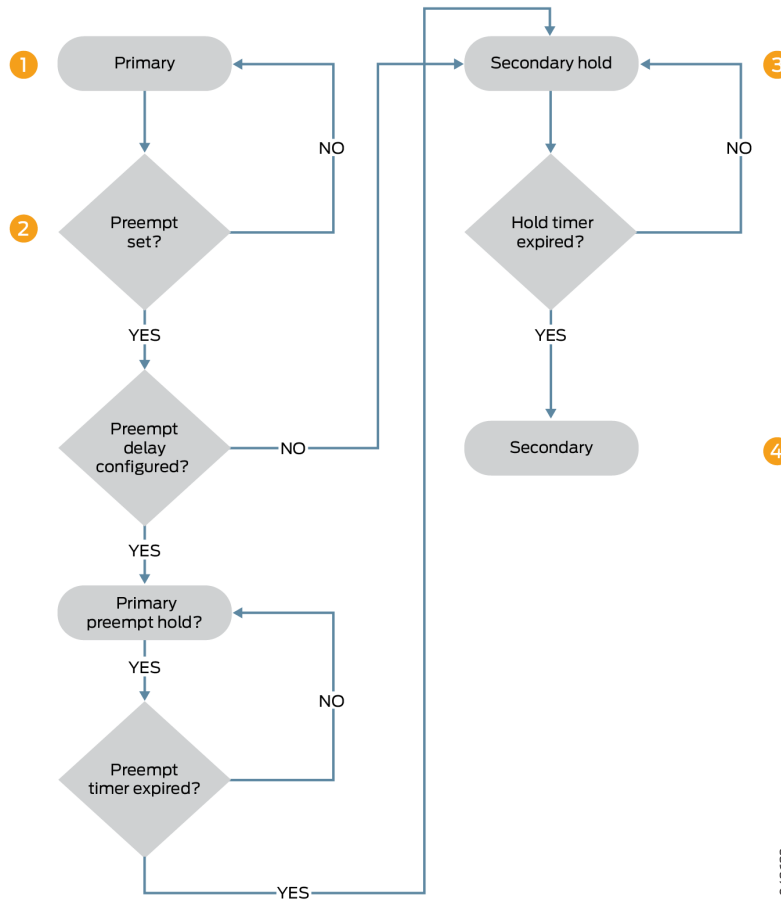 1
Primary
NO
2
Preempt
set?
YES
Preempt
delay
configured?
NO
YES
Primary
preempt hold?
YES
NO
Preempt
timer expired?
YES
Secondary hold
3
NO
Hold timer
expired?
YES
Secondary
4